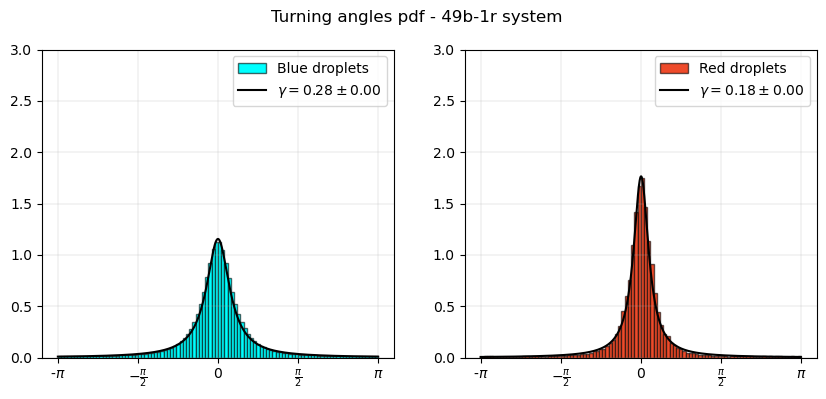 Turning angles pdf - 49b-1r system
3.0
2.5
2.0
1.5
1.0
0.5
0.0
-π
−π/2
0
π/2
π
Blue droplets
γ = 0.28 ± 0.00
3.0
2.5
2.0
1.5
1.0
0.5
0.0
-π
−π/2
0
π/2
π
Red droplets
γ = 0.18 ± 0.00